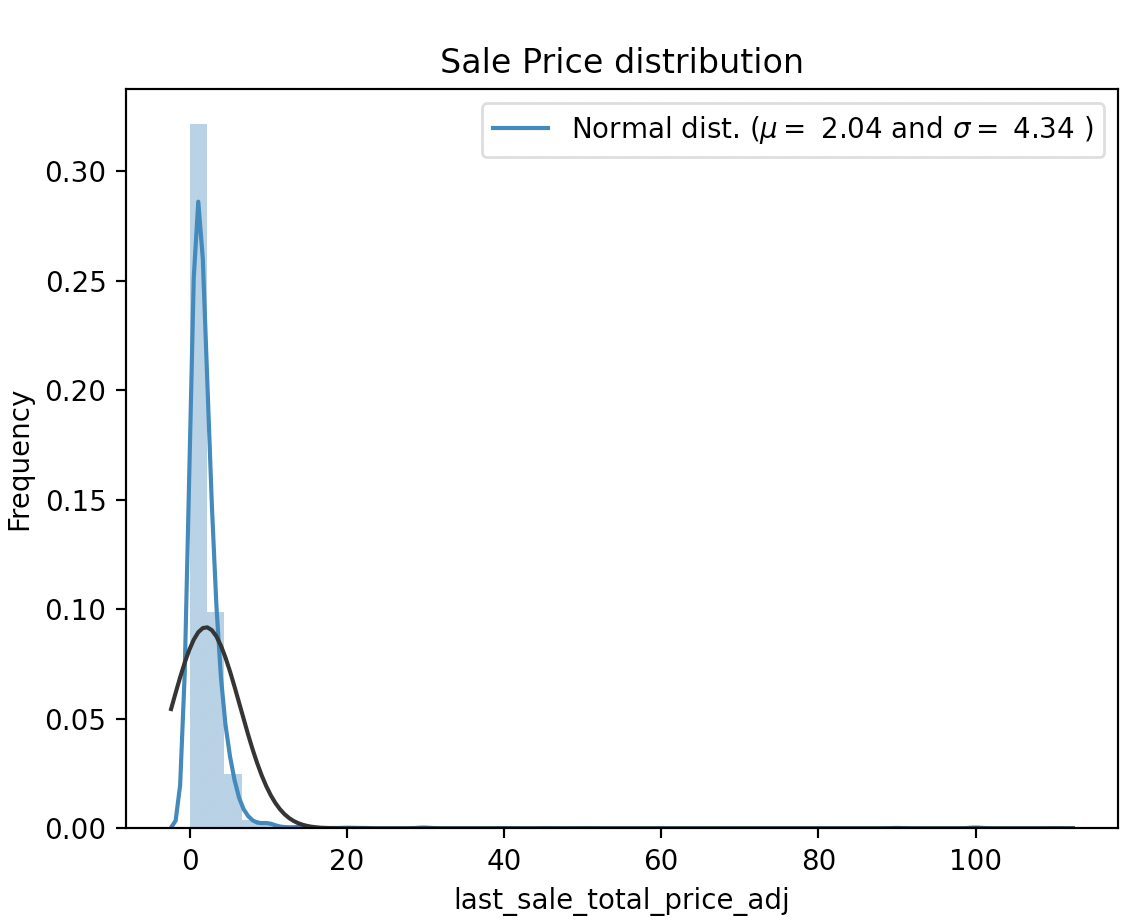 Sale Price distribution
Normal dist. (μ = 2.04 and σ = 4.34 )
0.30
0.25
0.20
0.15
0.10
0.05
0.00
Frequency
0 20 40 60 80 100
last_sale_total_price_adj